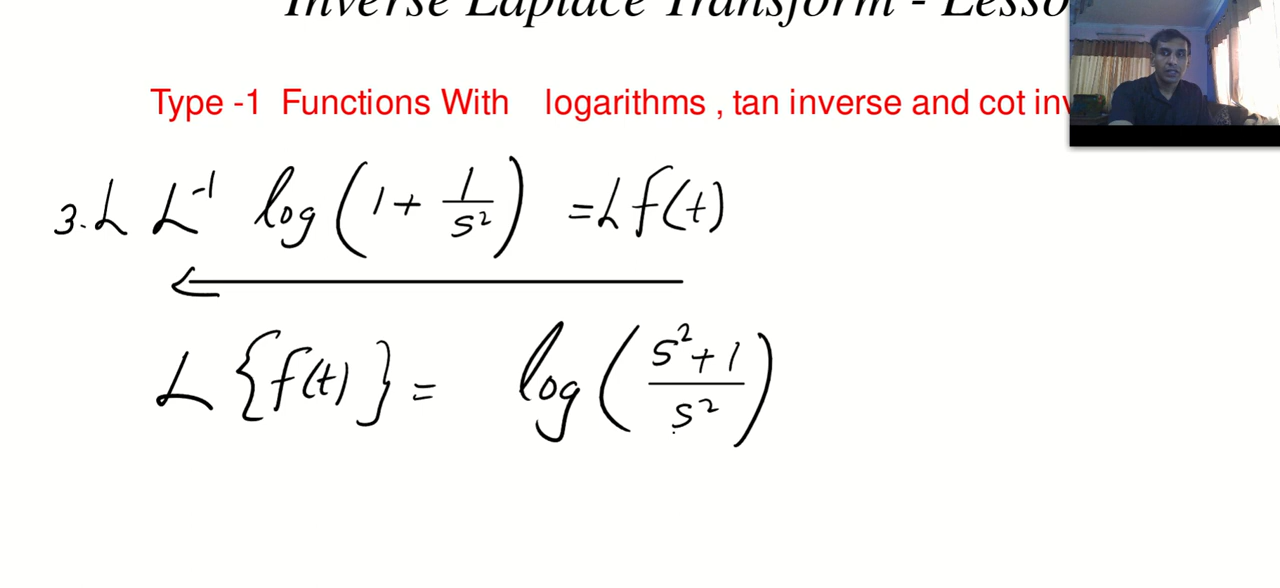 Inverse Laplace Transform - Lesso
Type -1 Functions With logarithms , tan inverse and cot inv
3. L L⁻¹ log(1 + 1/s²) = L f(t)
L {f(t)} = log((s²+1)/s²)